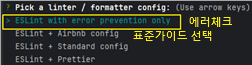 ? Pick a linter / formatter config: (Use arrow keys)
> ESLint with error prevention only 에러체크
ESLint + Airbnb config 표준가이드 선택
ESLint + Standard config
ESLint + Prettier